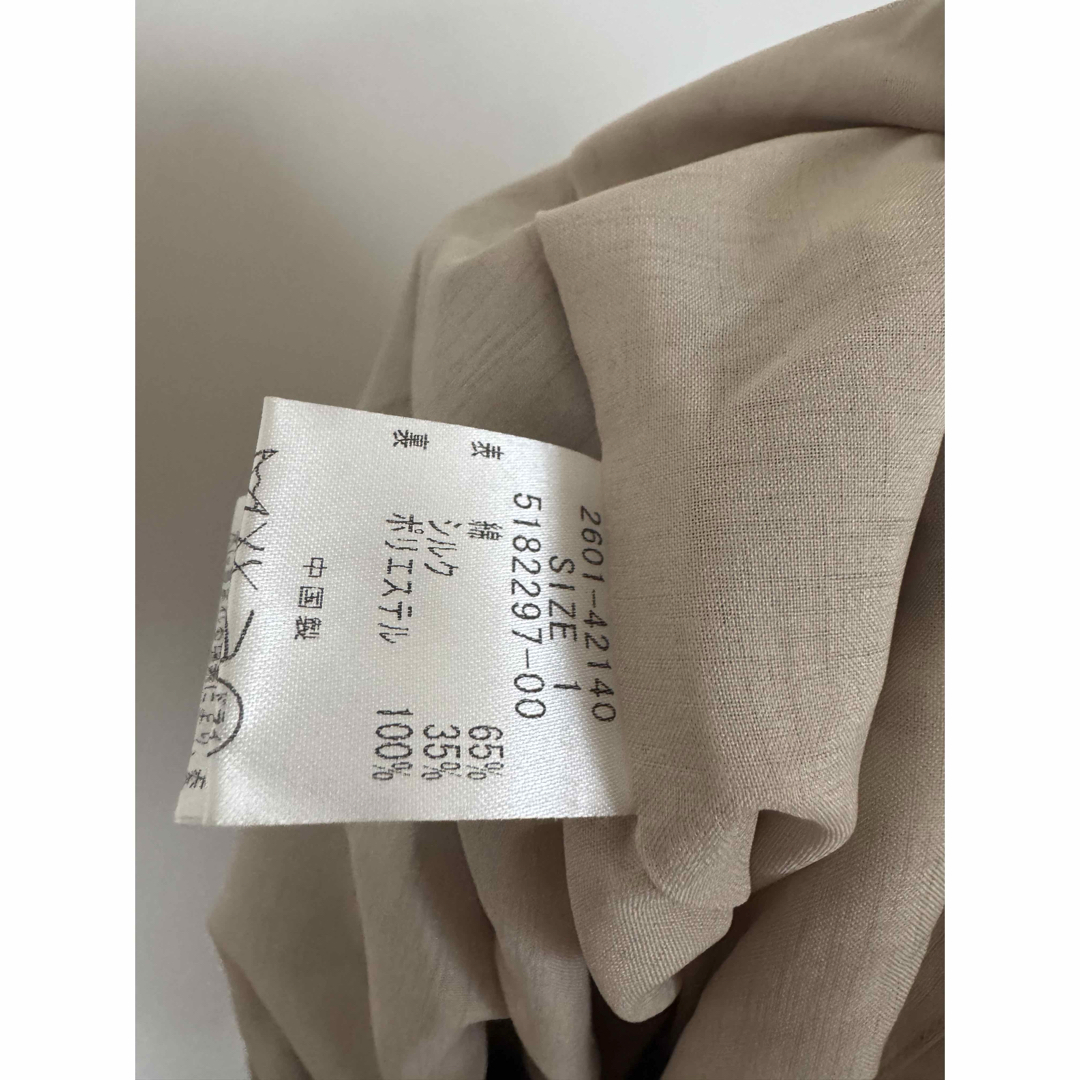 2601-42140
SIZE 1
5182297-00
表 綿 65%
シルク 35%
裏 ポリエステル 100%
中国製